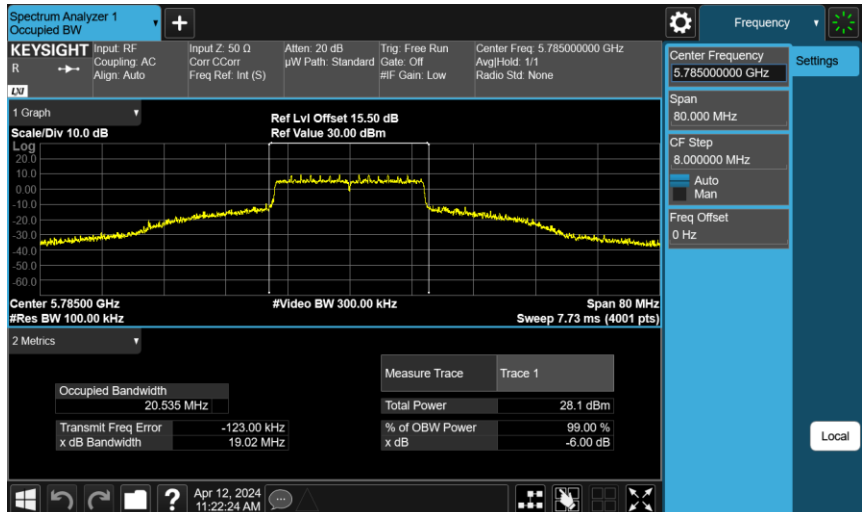 Spectrum Analyzer 1
Occupied BW
Frequency
KEYSIGHT
R
LXI
Input: RF
Coupling: AC
Align: Auto
Input Z: 50 Ω
Corr CCorr
Freq Ref: Int (S)
Atten: 20 dB
µW Path: Standard
Trig: Free Run
Gate: Off
#IF Gain: Low
Center Freq: 5.785000000 GHz
Avg|Hold: 1/1
Radio Std: None
Center Frequency
5.785000000 GHz
Settings
Span
80.000 MHz
CF Step
8.000000 MHz
Auto
Man
Freq Offset
0 Hz
Local
1 Graph
Scale/Div 10.0 dB
Ref Lvl Offset 15.50 dB
Ref Value 30.00 dBm
Log
20.0
10.0
0.00
-10.0
-20.0
-30.0
-40.0
-50.0
-60.0
Center 5.78500 GHz
#Res BW 100.00 kHz
#Video BW 300.00 kHz
Span 80 MHz
Sweep 7.73 ms (4001 pts)
2 Metrics
Measure Trace Trace 1
Occupied Bandwidth
20.535 MHz
Total Power 28.1 dBm
Transmit Freq Error -123.00 kHz
% of OBW Power 99.00 %
x dB Bandwidth 19.02 MHz
x dB -6.00 dB
?
Apr 12, 2024
11:22:24 AM